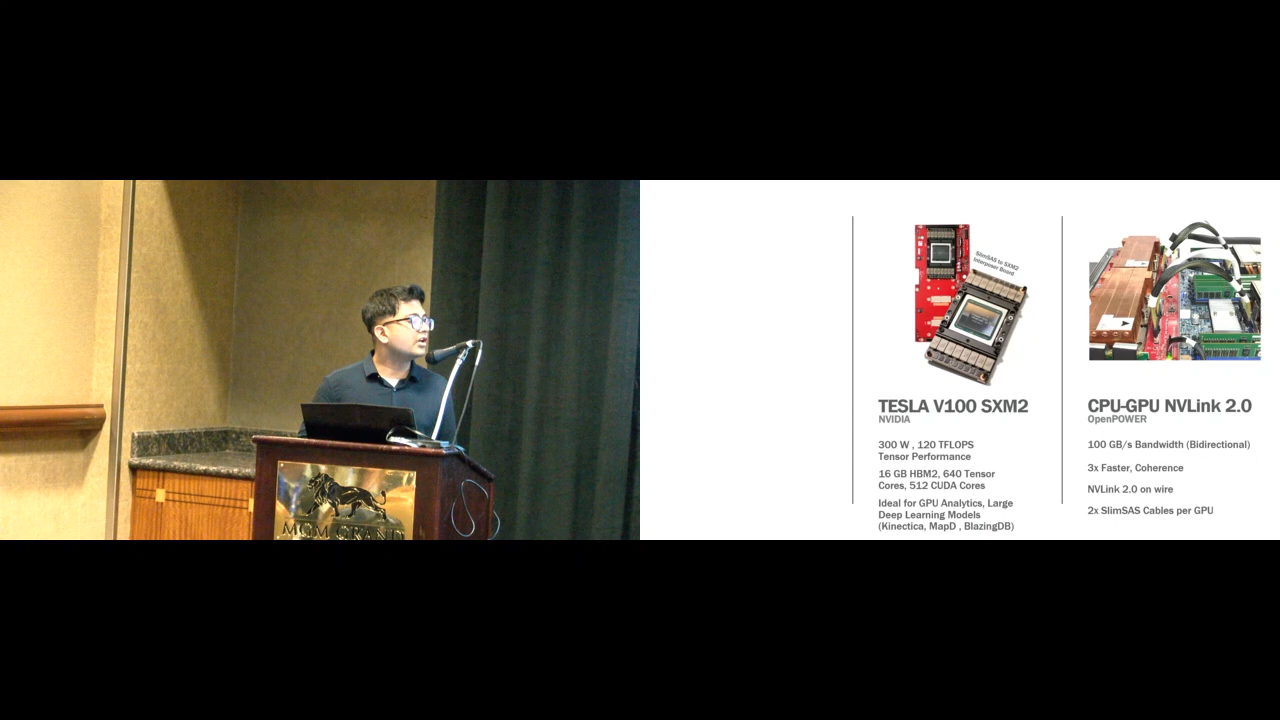 MGM GRAND
SlimSAS to SXM2
Interposer Board
TESLA V100 SXM2
NVIDIA
300 W , 120 TFLOPS
Tensor Performance
16 GB HBM2, 640 Tensor
Cores, 512 CUDA Cores
Ideal for GPU Analytics, Large
Deep Learning Models
(Kinectica, MapD , BlazingDB)
CPU-GPU NVLink 2.0
OpenPOWER
100 GB/s Bandwidth (Bidirectional)
3x Faster, Coherence
NVLink 2.0 on wire
2x SlimSAS Cables per GPU